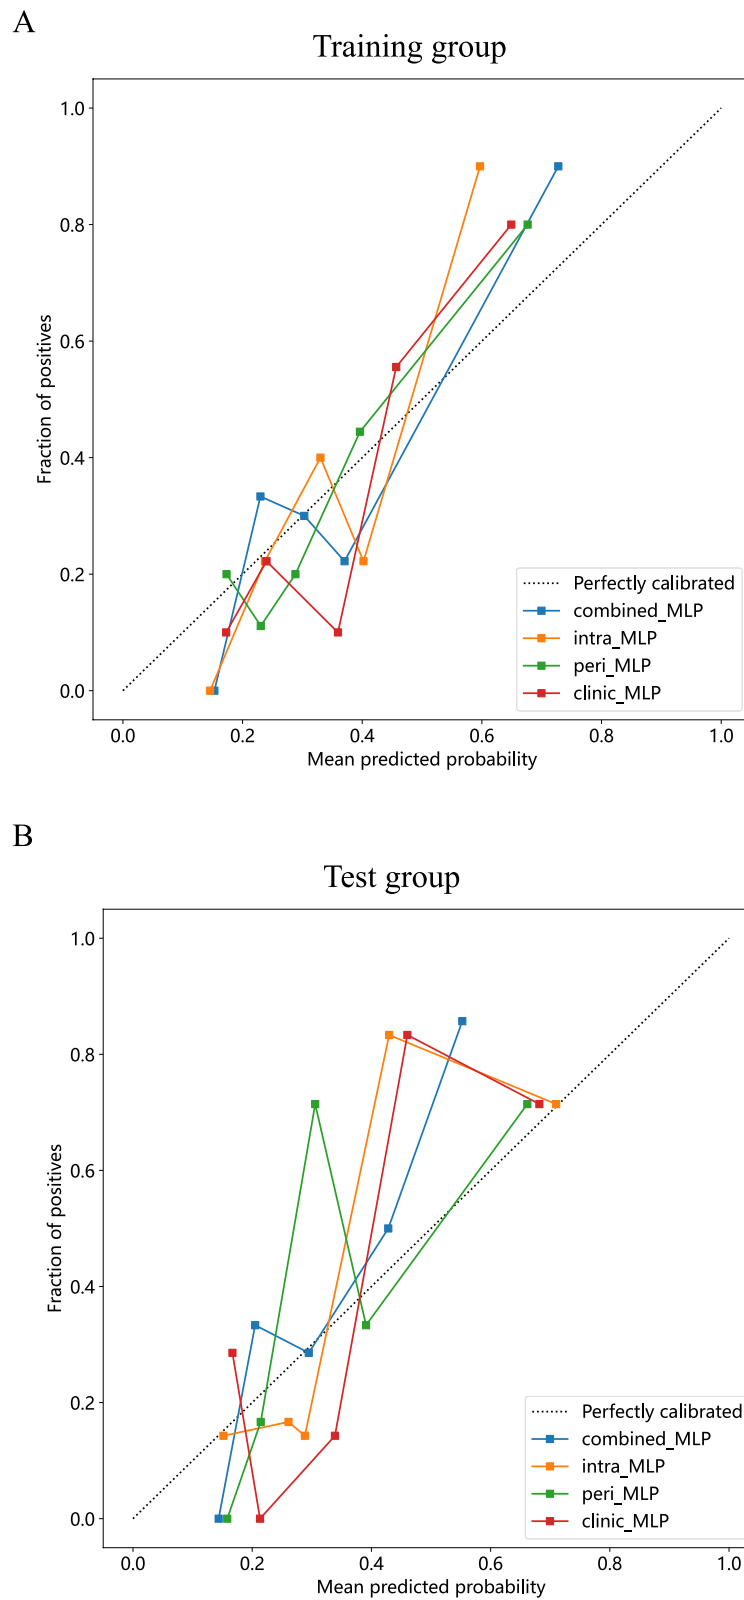 A
Training group
1.0
0.8
0.6
0.4
0.2
0.0
Fraction of positives
Perfectly calibrated
combined_MLP
intra_MLP
peri_MLP
clinic_MLP
0.0 0.2 0.4 0.6 0.8 1.0
Mean predicted probability
B
Test group
1.0
0.8
0.6
0.4
0.2
0.0
Fraction of positives
Perfectly calibrated
combined_MLP
intra_MLP
peri_MLP
clinic_MLP
0.0 0.2 0.4 0.6 0.8 1.0
Mean predicted probability